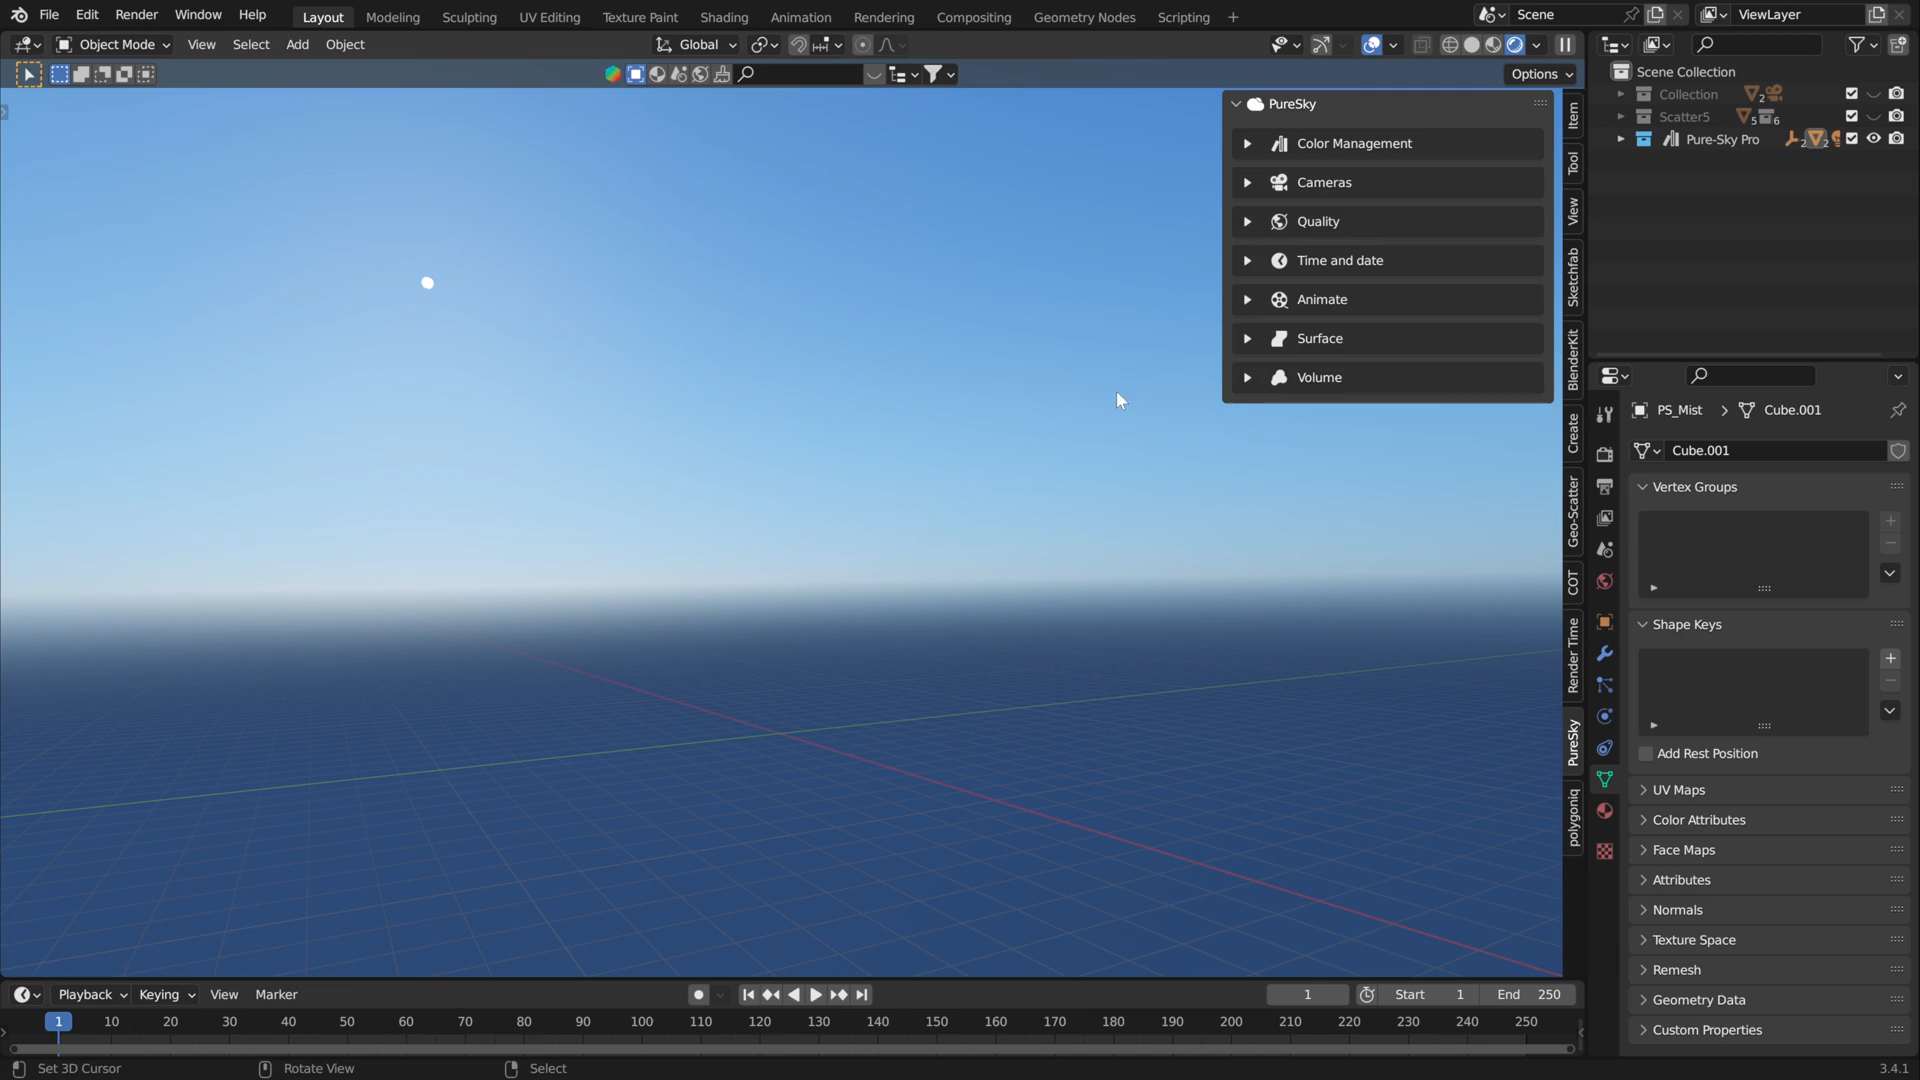 File Edit Render Window Help Layout Modeling Sculpting UV Editing Texture Paint Shading Animation Rendering Compositing Geometry Nodes Scripting + Scene ViewLayer
Object Mode View Select Add Object Global
Options
PureSky
Color Management
Cameras
Quality
Time and date
Animate
Surface
Volume
Item
Tool
View
Sketchfab
BlenderKit
Create
Geo-Scatter
COT
Render Time
PureSky
polygoniq
Scene Collection
Collection 2
Scatter5 5 6
Pure-Sky Pro 2 2
PS_Mist > Cube.001
Cube.001
Vertex Groups
Shape Keys
Add Rest Position
UV Maps
Color Attributes
Face Maps
Attributes
Normals
Texture Space
Remesh
Geometry Data
Custom Properties
Playback Keying View Marker 1 Start 1 End 250
1 10 20 30 40 50 60 70 80 90 100 110 120 130 140 150 160 170 180 190 200 210 220 230 240 250
Set 3D Cursor Rotate View Select 3.4.1